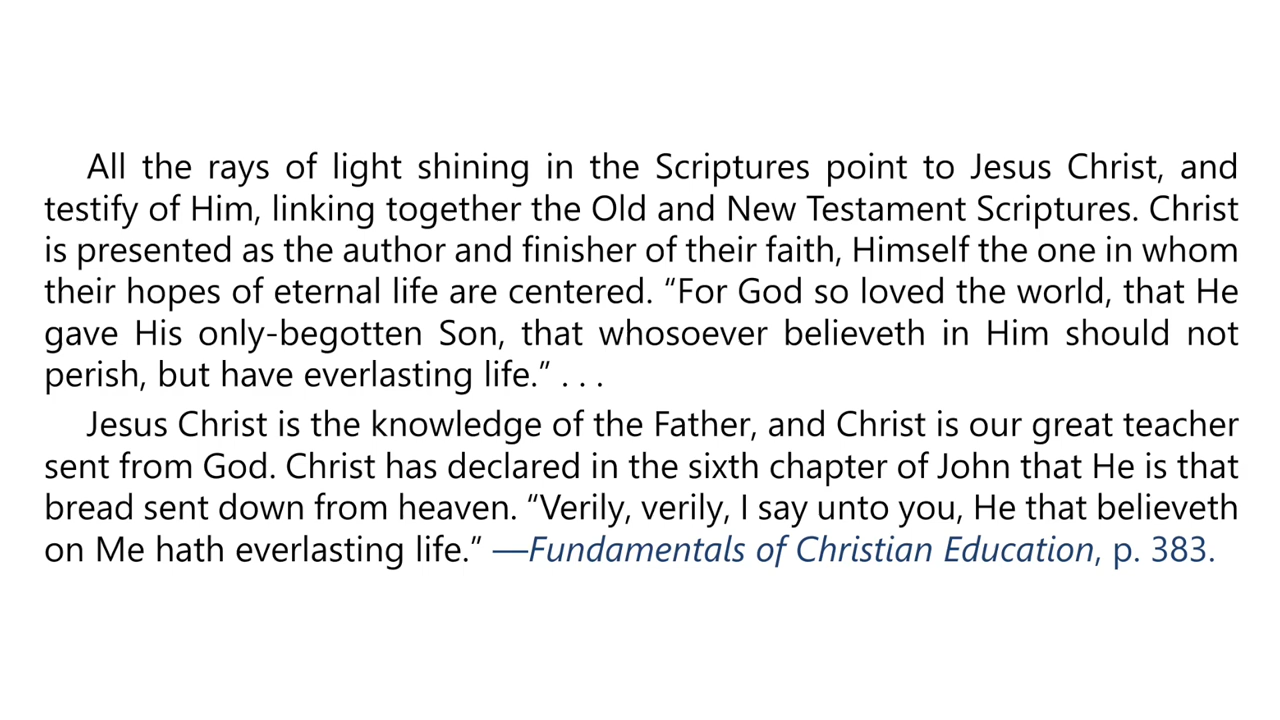 All the rays of light shining in the Scriptures point to Jesus Christ, and
testify of Him, linking together the Old and New Testament Scriptures. Christ
is presented as the author and finisher of their faith, Himself the one in whom
their hopes of eternal life are centered. “For God so loved the world, that He
gave His only-begotten Son, that whosoever believeth in Him should not
perish, but have everlasting life.” . . .
Jesus Christ is the knowledge of the Father, and Christ is our great teacher
sent from God. Christ has declared in the sixth chapter of John that He is that
bread sent down from heaven. “Verily, verily, I say unto you, He that believeth
on Me hath everlasting life.” —Fundamentals of Christian Education, p. 383.